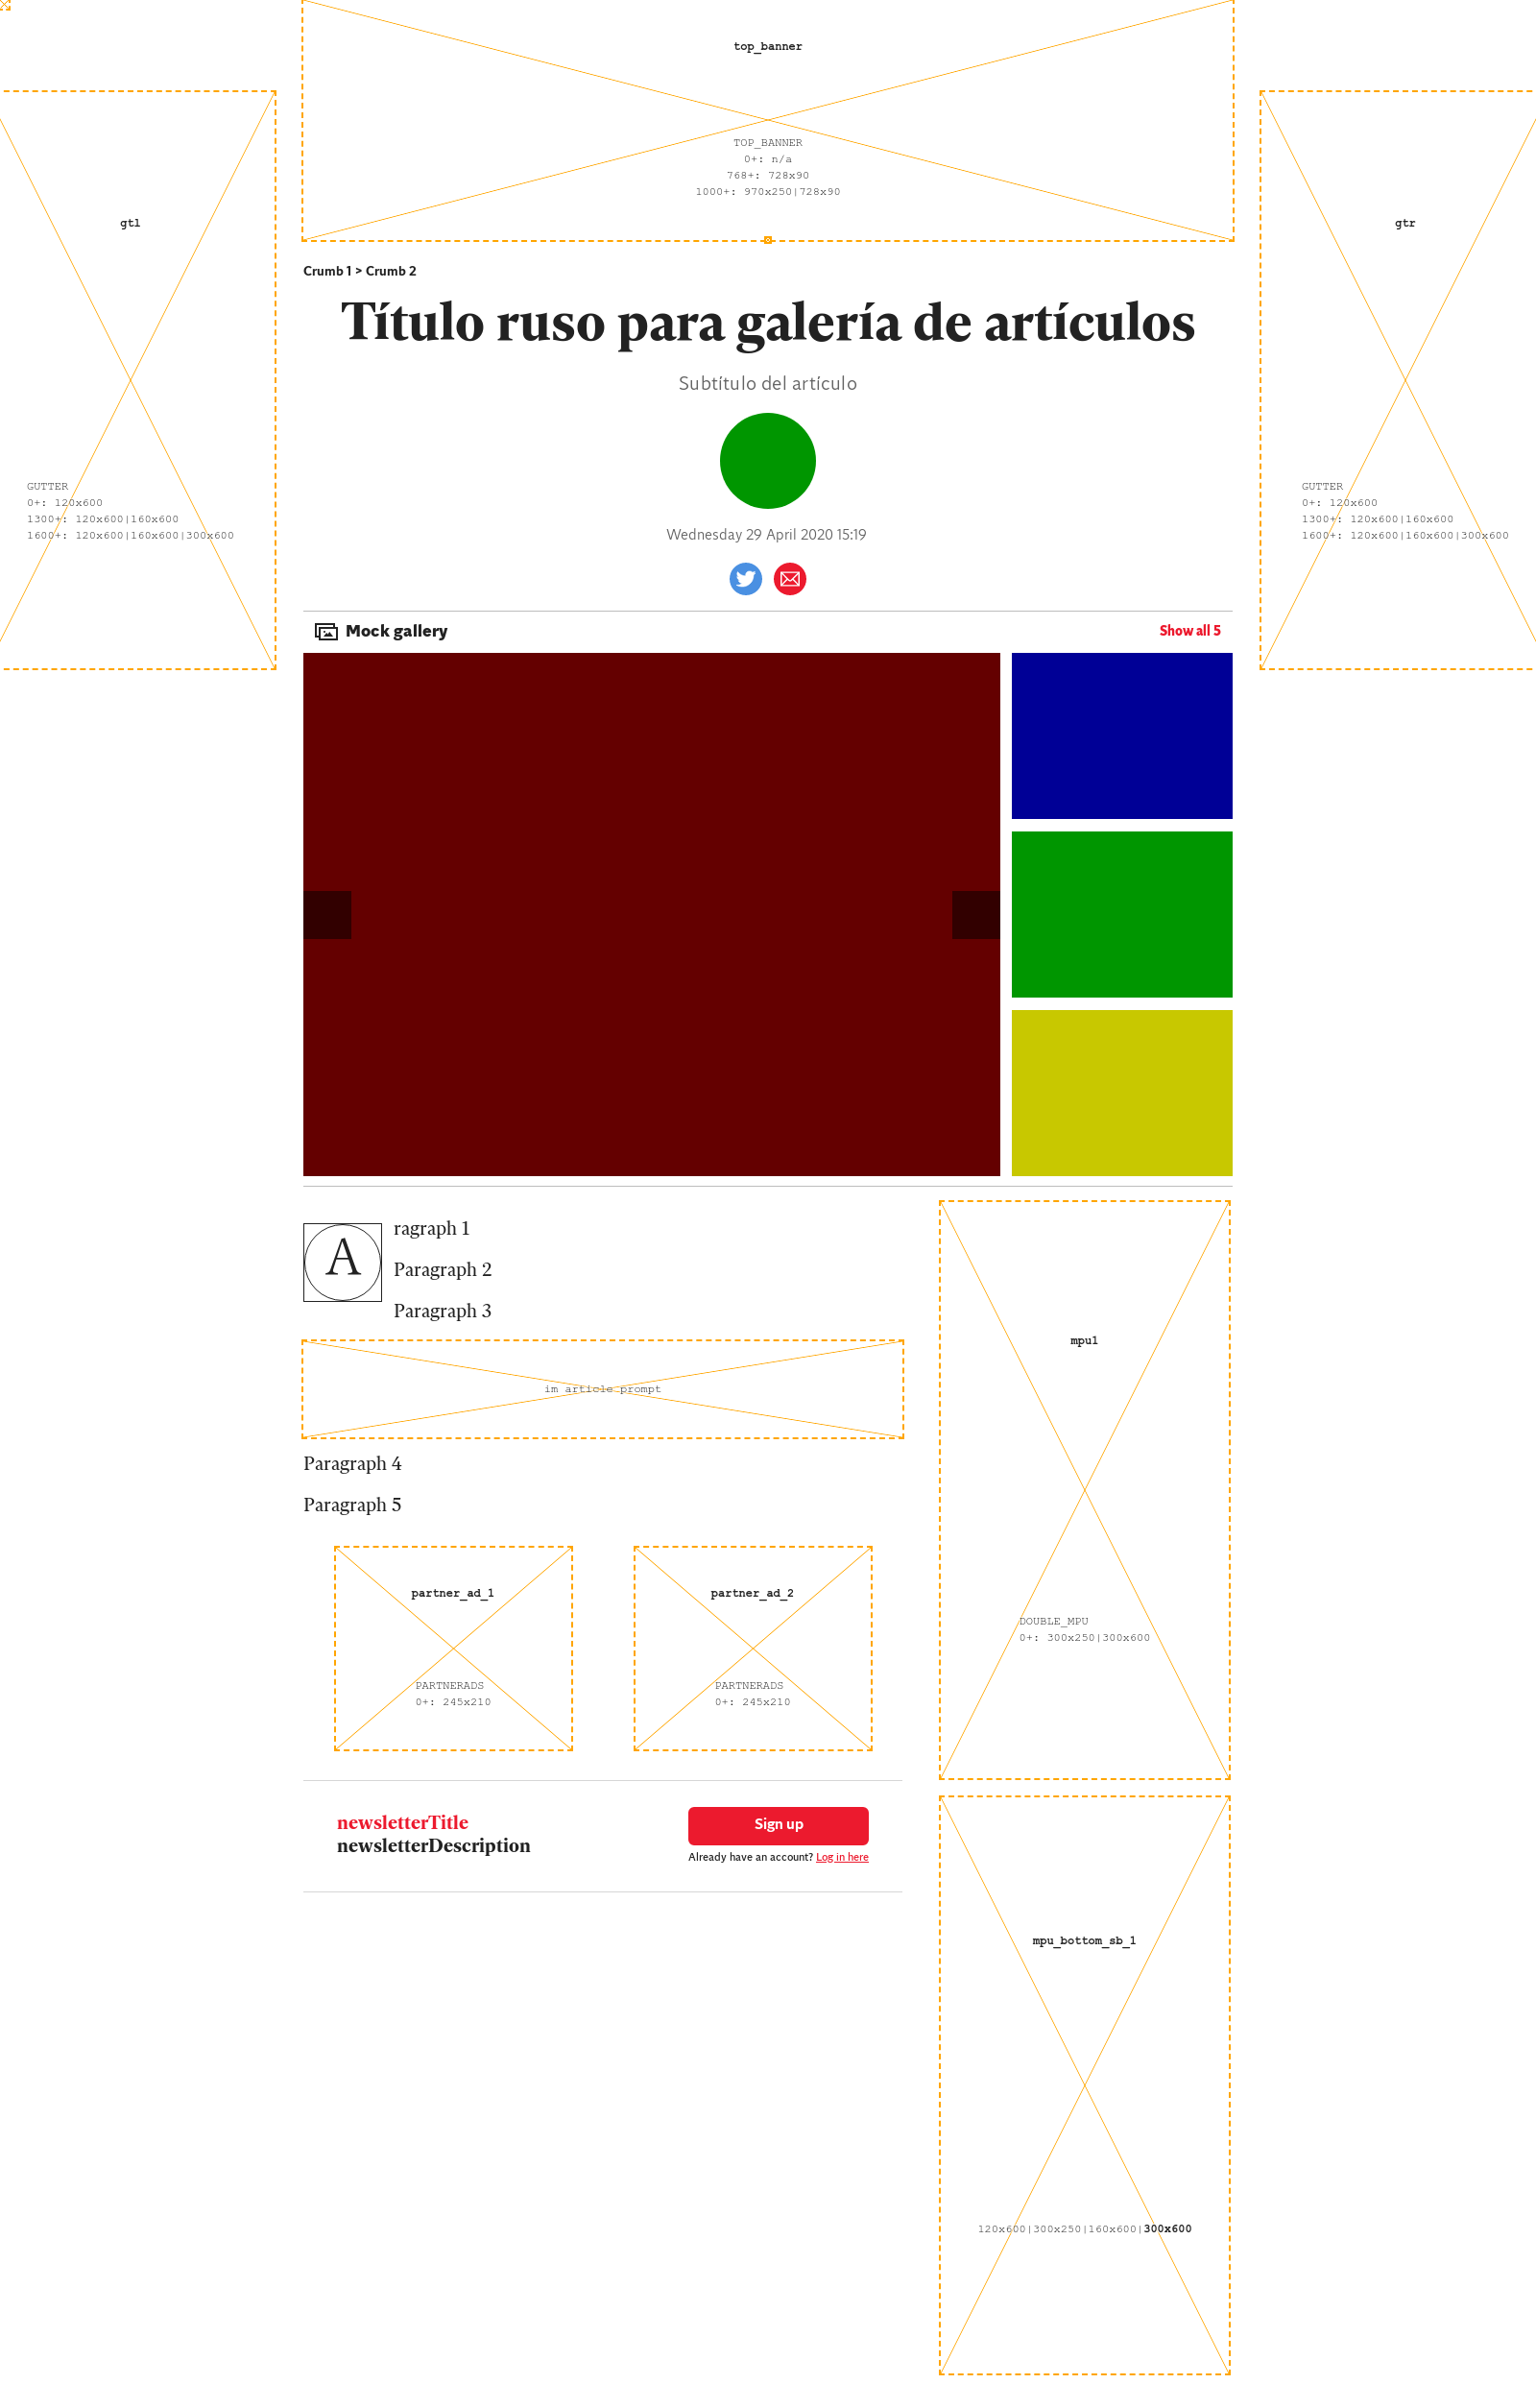 top_banner
TOP_BANNER
0+: n/a
768+: 728x90
1000+: 970x250|728x90
gtl
GUTTER
0+: 120x600
1300+: 120x600|160x600
1600+: 120x600|160x600|300x600
gtr
GUTTER
0+: 120x600
1300+: 120x600|160x600
1600+: 120x600|160x600|300x600
Crumb 1 > Crumb 2
Título ruso para galería de artículos
Subtítulo del artículo
Wednesday 29 April 2020 15:19
Mock gallery
Show all 5
A
ragraph 1
Paragraph 2
Paragraph 3
im article prompt
Paragraph 4
Paragraph 5
partner_ad_1
PARTNERADS
0+: 245x210
partner_ad_2
PARTNERADS
0+: 245x210
newsletterTitle
newsletterDescription
Sign up
Already have an account? Log in here
mpu1
DOUBLE_MPU
0+: 300x250|300x600
mpu_bottom_sb_1
120x600|300x250|160x600|300x600